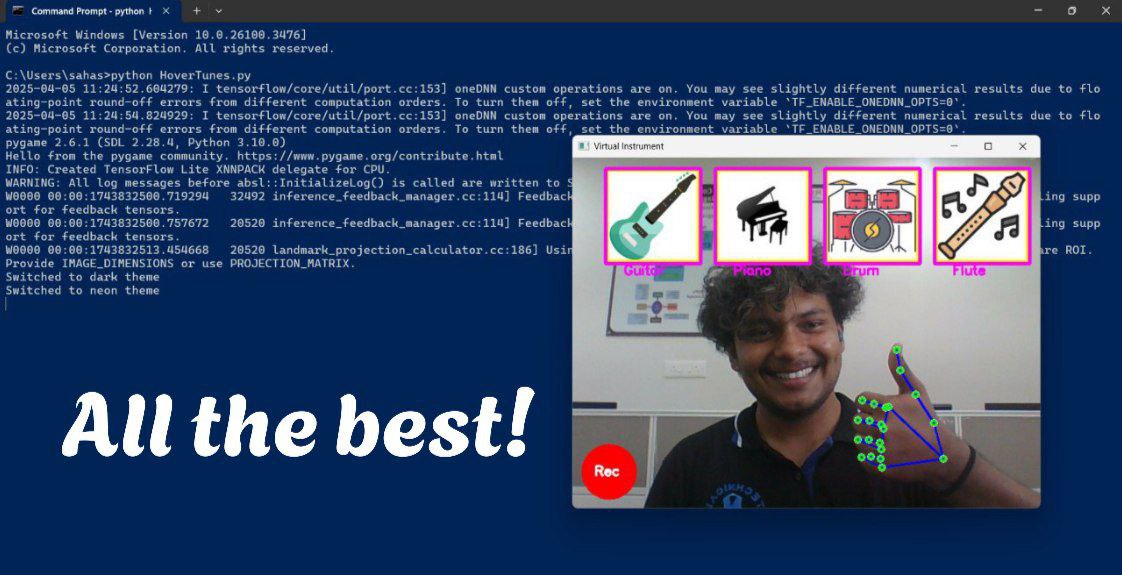 Command Prompt - python H
Microsoft Windows [Version 10.0.26100.3476]
(c) Microsoft Corporation. All rights reserved.
C:\Users\sahas>python HoverTunes.py
2025-04-05 11:24:52.604279: I tensorflow/core/util/port.cc:153] oneDNN custom operations are on. You may see slightly different numerical results due to flo
ating-point round-off errors from different computation orders. To turn them off, set the environment variable `TF_ENABLE_ONEDNN_OPTS=0`.
2025-04-05 11:24:54.824929: I tensorflow/core/util/port.cc:153] oneDNN custom operations are on. You may see slightly different numerical results due to flo
ating-point round-off errors from different computation orders. To turn them off, set the environment variable `TF_ENABLE_ONEDNN_OPTS=0`.
pygame 2.6.1 (SDL 2.28.4, Python 3.10.0)
Hello from the pygame community. https://www.pygame.org/contribute.html
INFO: Created TensorFlow Lite XNNPACK delegate for CPU.
WARNING: All log messages before absl::InitializeLog() is called are written to S
W0000 00:00:1743832500.719294   32492 inference_feedback_manager.cc:114] Feedback
ling supp
ort for feedback tensors.
W0000 00:00:1743832500.757672   20520 inference_feedback_manager.cc:114] Feedback
ling supp
ort for feedback tensors.
W0000 00:00:1743832513.454668   20520 landmark_projection_calculator.cc:186] Usin
are ROI.
Provide IMAGE_DIMENSIONS or use PROJECTION_MATRIX.
Switched to dark theme
Switched to neon theme
Virtual Instrument
Guitar
Piano
Drum
Flute
Rec
All the best!